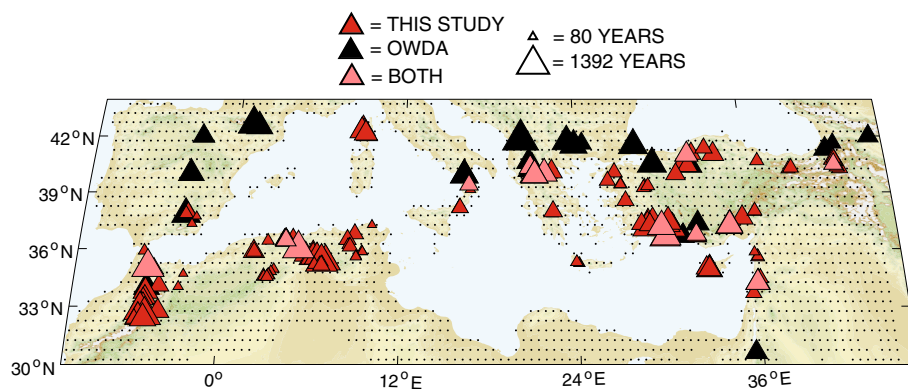 = THIS STUDY
= OWDA
= BOTH
= 80 YEARS
= 1392 YEARS
42°N
39°N
36°N
33°N
30°N
0°
12°E
24°E
36°E